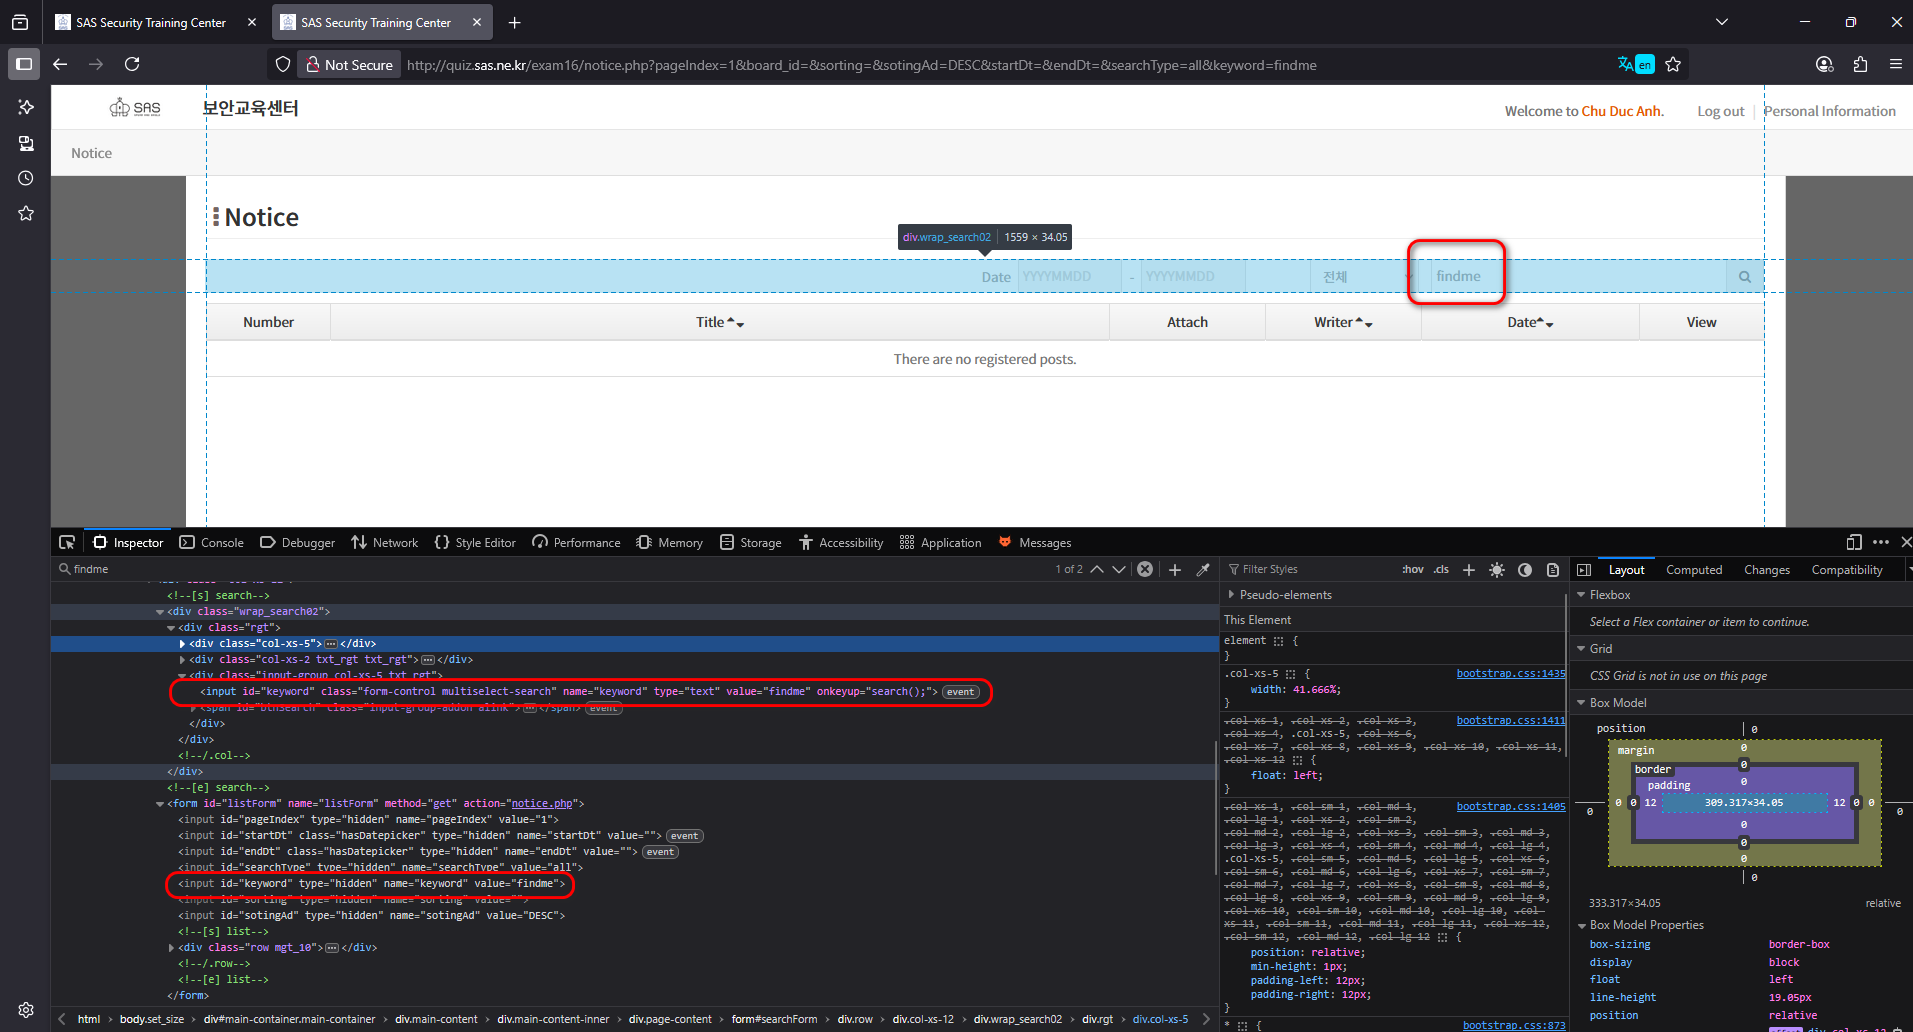 SAS Security Training Center
SAS Security Training Center
Not Secure http://quiz.sas.ne.kr/exam16/notice.php?pageIndex=1&board_id=&sorting=&sotingAd=DESC&startDt=&endDt=&searchType=all&keyword=findme
en
SAS 보안교육센터
Welcome to Chu Duc Anh. Log out Personal Information
Notice
Notice
div.wrap_search02 1559 × 34.05
Date YYYYMMDD - YYYYMMDD 전체 findme
Number Title Attach Writer Date View
There are no registered posts.
Inspector Console Debugger Network Style Editor Performance Memory Storage Accessibility Application Messages
findme 1 of 2
<!--[s] search-->
<div class="wrap_search02">
<div class="rgt">
<div class="col-xs-5"> </div>
<div class="col-xs-2 txt_rgt txt_rgt"> </div>
<div class="input-group col-xs-5 txt_rgt">
<input id="keyword" class="form-control multiselect-search" name="keyword" type="text" value="findme" onkeyup="search();"> event
<span id="btnSearch" class="input-group-addon alink"> </span> event
</div>
</div>
<!--/.col-->
</div>
<!--[e] search-->
<form id="listForm" name="listForm" method="get" action="notice.php">
<input id="pageIndex" type="hidden" name="pageIndex" value="1">
<input id="startDt" class="hasDatepicker" type="hidden" name="startDt" value=""> event
<input id="endDt" class="hasDatepicker" type="hidden" name="endDt" value=""> event
<input id="searchType" type="hidden" name="searchType" value="all">
<input id="keyword" type="hidden" name="keyword" value="findme">
<input id="sorting" type="hidden" name="sorting" value="">
<input id="sotingAd" type="hidden" name="sotingAd" value="DESC">
<!--[s] list-->
<div class="row mgt_10"> </div>
<!--/.row-->
<!--[e] list-->
</form>
html body.set_size div#main-container.main-container div.main-content div.main-content-inner div.page-content form#searchForm div.row div.col-xs-12 div.wrap_search02 div.rgt div.col-xs-5
Filter Styles :hov .cls
Pseudo-elements
This Element
element {
}
.col-xs-5 { bootstrap.css:1435
width: 41.666%;
}
.col-xs-1, .col-xs-2, .col-xs-3, bootstrap.css:1411
.col-xs-4, .col-xs-5, .col-xs-6,
.col-xs-7, .col-xs-8, .col-xs-9, .col-xs-10, .col-xs-11,
.col-xs-12 {
float: left;
}
.col-xs-1, .col-sm-1, .col-md-1, bootstrap.css:1405
.col-lg-1, .col-xs-2, .col-sm-2,
.col-md-2, .col-lg-2, .col-xs-3, .col-sm-3, .col-md-3,
.col-lg-3, .col-xs-4, .col-sm-4, .col-md-4, .col-lg-4,
.col-xs-5, .col-sm-5, .col-md-5, .col-lg-5, .col-xs-6,
.col-sm-6, .col-md-6, .col-lg-6, .col-xs-7, .col-sm-7,
.col-md-7, .col-lg-7, .col-xs-8, .col-sm-8, .col-md-8,
.col-lg-8, .col-xs-9, .col-sm-9, .col-md-9, .col-lg-9,
.col-xs-10, .col-sm-10, .col-md-10, .col-lg-10, .col-
xs-11, .col-sm-11, .col-md-11, .col-lg-11, .col-xs-12,
.col-sm-12, .col-md-12, .col-lg-12 {
position: relative;
min-height: 1px;
padding-left: 12px;
padding-right: 12px;
}
* { bootstrap.css:873
Layout Computed Changes Compatibility
Flexbox
Select a Flex container or item to continue.
Grid
CSS Grid is not in use on this page
Box Model
position 0
margin 0
border 0
padding 0
0 0 0 12 309.317×34.05 12 0 0 0
0
0
0
0
333.317×34.05 relative
Box Model Properties
box-sizing border-box
display block
float left
line-height 19.05px
position relative